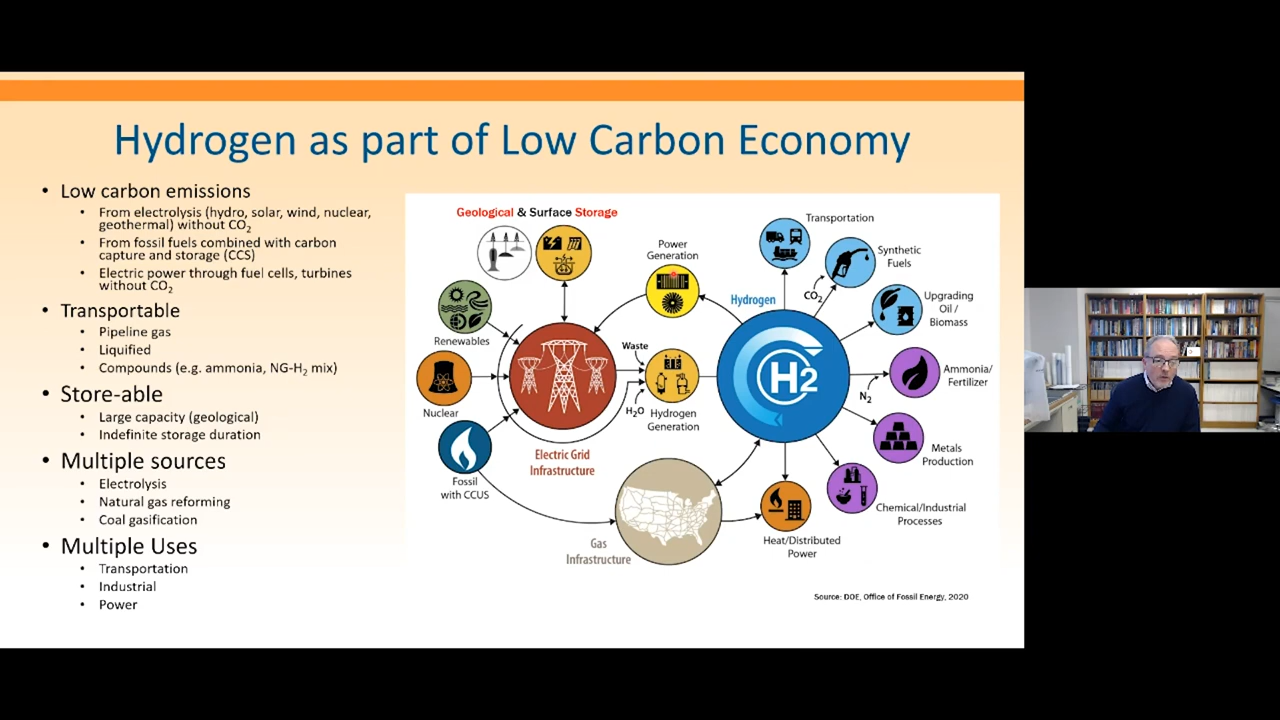 Hydrogen as part of Low Carbon Economy
• Low carbon emissions
• From electrolysis (hydro, solar, wind, nuclear,
geothermal) without CO2
• From fossil fuels combined with carbon
capture and storage (CCS)
• Electric power through fuel cells, turbines
without CO2
• Transportable
• Pipeline gas
• Liquified
• Compounds (e.g. ammonia, NG-H2 mix)
• Store-able
• Large capacity (geological)
• Indefinite storage duration
• Multiple sources
• Electrolysis
• Natural gas reforming
• Coal gasification
• Multiple Uses
• Transportation
• Industrial
• Power
Geological & Surface Storage
Power
Generation
Transportation
Synthetic
Fuels
CO2
Hydrogen
Upgrading
Oil /
Biomass
Renewables
Waste
H2
Ammonia/
Fertilizer
N2
Nuclear
H2O
Hydrogen
Generation
Metals
Production
Electric Grid
Infrastructure
Fossil
with CCUS
Chemical/Industrial
Processes
Gas
Infrastructure
Heat/Distributed
Power
Source: DOE, Office of Fossil Energy, 2020